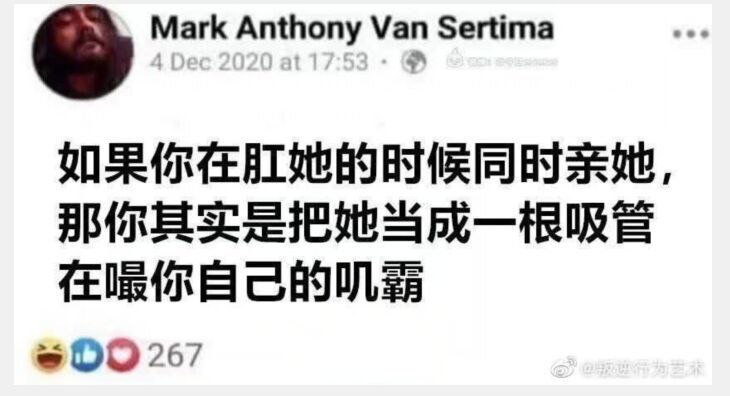 Mark Anthony Van Sertima
4 Dec 2020 at 17:53 ·
如果你在肛她的时候同时亲她，
那你其实是把她当成一根吸管
在嘬你自己的叽霸
267
@叛逆行为艺术